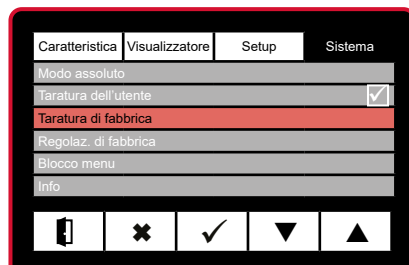 Caratteristica Visualizzatore Setup Sistema
Modo assoluto
Taratura dell'utente
Taratura di fabbrica
Regolaz. di fabbrica
Blocco menu
Info